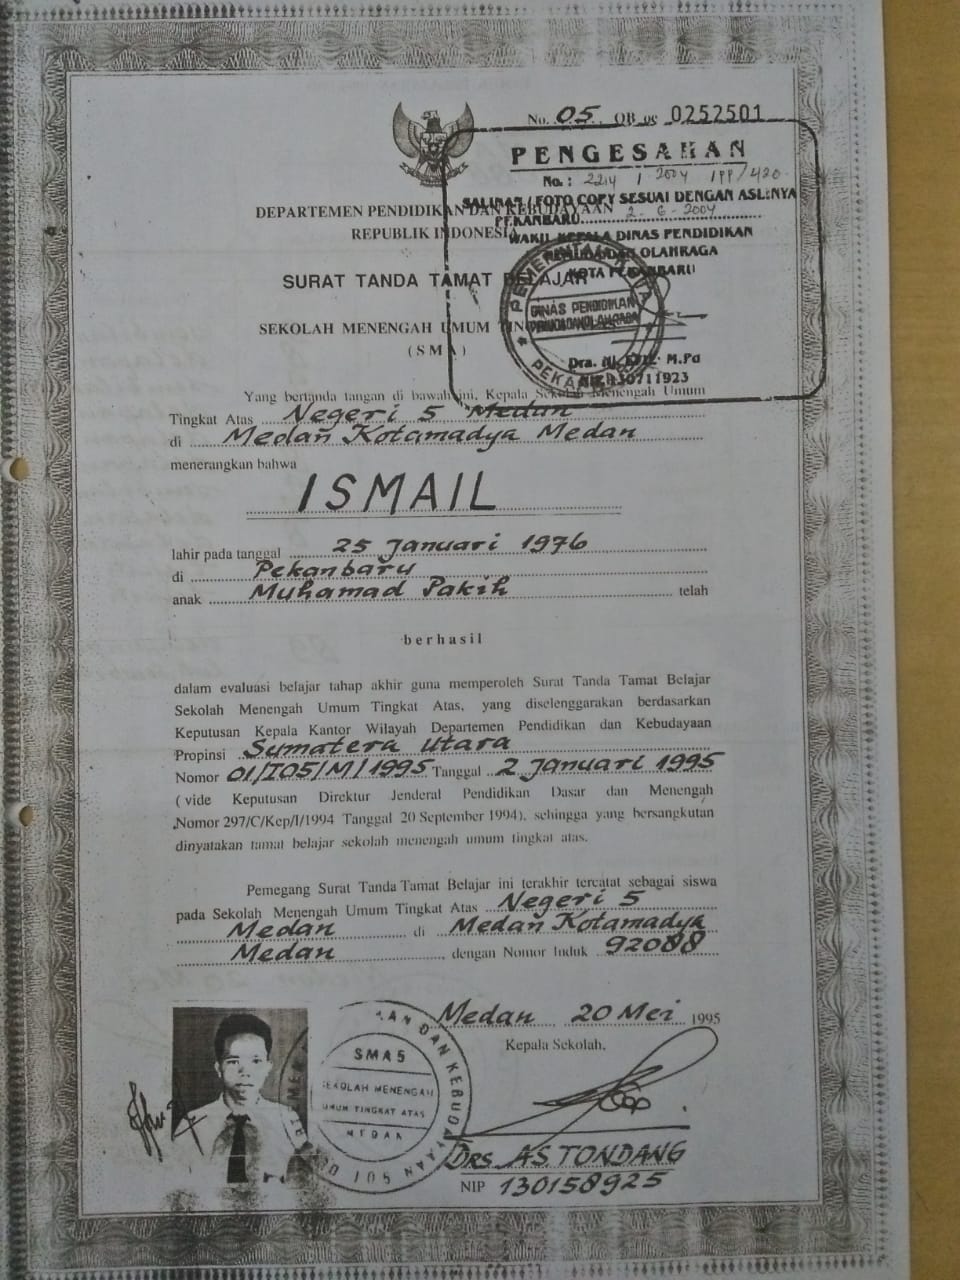 No. 05. OB oc 0252501
PENGESAHAN
No. : 2214 / 2004 / PP / 420
SALINAN / FOTO COPY SESUAI DENGAN ASLINYA
PEKANBARU 2-6-2004
WAKIL KEPALA DINAS PENDIDIKAN
PEMUDA DAN OLAHRAGA
KOTA PEKANBARU
PEMERINTAH KOTA
DINAS PENDIDIKAN
PEMUDA DAN OLAHRAGA
PEKANBARU
M.Pd
130711923
DEPARTEMEN PENDIDIKAN DAN KEBUDAYAAN
REPUBLIK INDONESIA
SURAT TANDA TAMAT BELAJAR
SEKOLAH MENENGAH UMUM TINGKAT
(SMA)
Yang bertanda tangan di bawah ini, Kepala Sekolah Menengah Umum
Tingkat Atas Negeri 5 Medan
di Medan Kotamadya Medan
menerangkan bahwa
ISMAIL
lahir pada tanggal 25 Januari 1976
di Pekanbaru
anak Muhamad Pakih telah
berhasil
dalam evaluasi belajar tahap akhir guna memperoleh Surat Tanda Tamat Belajar
Sekolah Menengah Umum Tingkat Atas, yang diselenggarakan berdasarkan
Keputusan Kepala Kantor Wilayah Departemen Pendidikan dan Kebudayaan
Propinsi Sumatera Utara
Nomor 01/I05/M/1995 Tanggal 2 Januari 1995
(vide Keputusan Direktur Jenderal Pendidikan Dasar dan Menengah
Nomor 297/C/Kep/I/1994 Tanggal 20 September 1994), sehingga yang bersangkutan
dinyatakan tamat belajar sekolah menengah umum tingkat atas.
Pemegang Surat Tanda Tamat Belajar ini terakhir tercatat sebagai siswa
pada Sekolah Menengah Umum Tingkat Atas Negeri 5
Medan di Medan Kotamadya
Medan, dengan Nomor Induk 92088
Medan 20 Mei 1995
Kepala Sekolah,
DAN KEBUDAYAAN
SMA 5
SEKOLAH MENENGAH
UMUM TINGKAT ATAS
MEDAN
DRS. AS. TONDANG
NIP 130158925